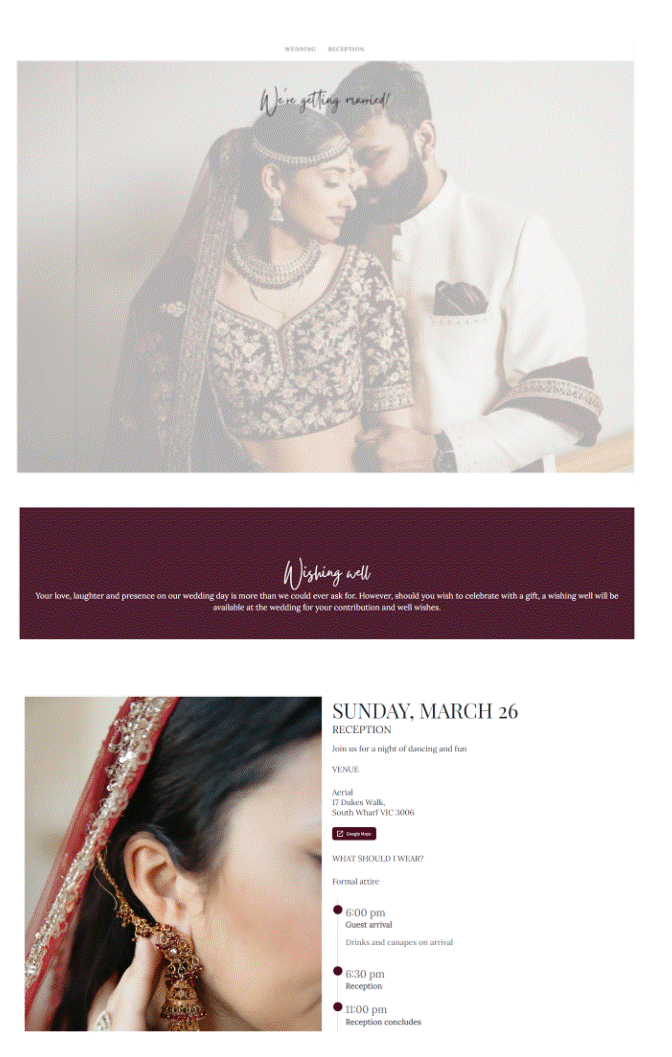 WEDDING RECEPTION
We're getting married!
Wishing well
Your love, laughter and presence on our wedding day is more than we could ever ask for. However, should you wish to celebrate with a gift, a wishing well will be
available at the wedding for your contribution and well wishes.
SUNDAY, MARCH 26
RECEPTION
Join us for a night of dancing and fun
VENUE
Aerial
17 Dukes Walk,
South Wharf VIC 3006
Google Maps
WHAT SHOULD I WEAR?
Formal attire
6:00 pm
Guest arrival
Drinks and canapes on arrival
6:30 pm
Reception
11:00 pm
Reception concludes